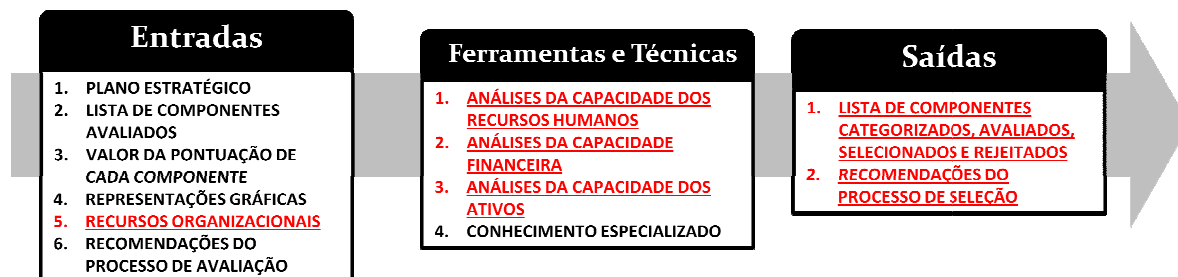 Entradas
1. PLANO ESTRATÉGICO
2. LISTA DE COMPONENTES
AVALIADOS
3. VALOR DA PONTUAÇÃO DE
CADA COMPONENTE
4. REPRESENTAÇÕES GRÁFICAS
5. RECURSOS ORGANIZACIONAIS
6. RECOMENDAÇÕES DO
PROCESSO DE AVALIAÇÃO
Ferramentas e Técnicas
1. ANÁLISES DA CAPACIDADE DOS
RECURSOS HUMANOS
2. ANÁLISES DA CAPACIDADE
FINANCEIRA
3. ANÁLISES DA CAPACIDADE DOS
ATIVOS
4. CONHECIMENTO ESPECIALIZADO
Saídas
1. LISTA DE COMPONENTES
CATEGORIZADOS, AVALIADOS,
SELECIONADOS E REJEITADOS
2. RECOMENDAÇÕES DO
PROCESSO DE SELEÇÃO